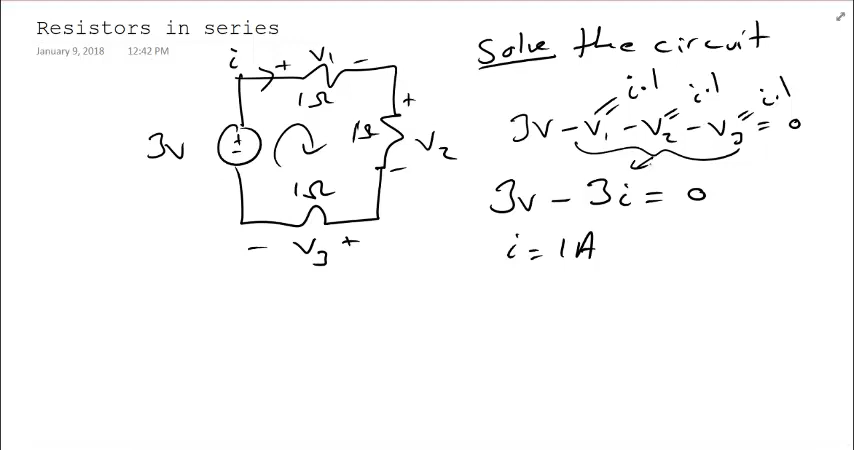 Resistors in series
January 9, 2018 12:42 PM
i + V1 -
1Ω
+
3V + - 1Ω V2
-
1Ω
- V3 +
Solve the circuit
i.1 i.1 i.1
3V - V1 - V2 - V3 = 0
3V - 3i = 0
i = 1A